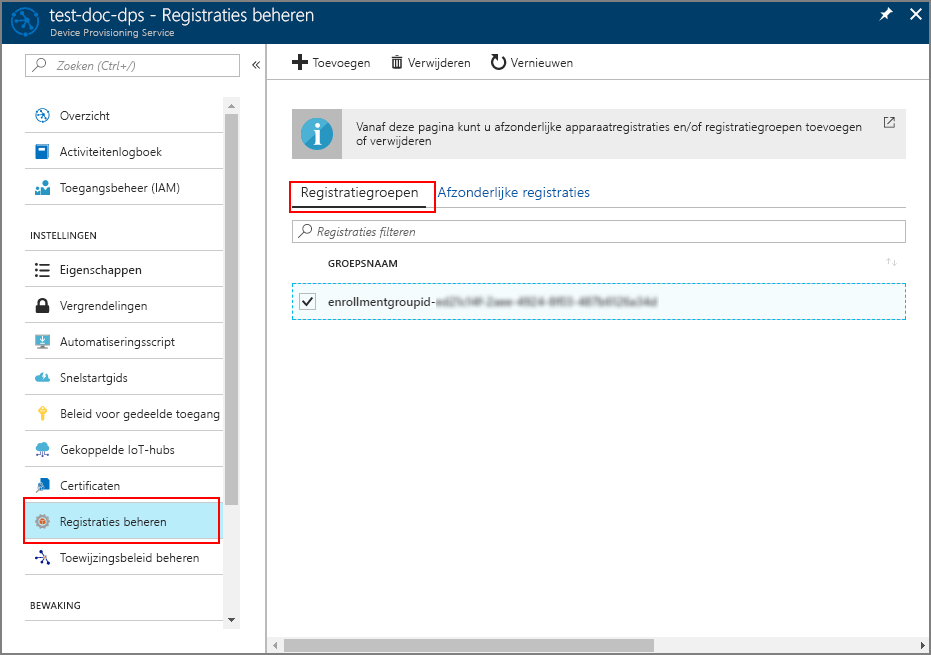 test-doc-dps - Registraties beheren
Device Provisioning Service
Zoeken (Ctrl+/)
«
Overzicht
Activiteitenlogboek
Toegangsbeheer (IAM)
INSTELLINGEN
Eigenschappen
Vergrendelingen
Automatiseringsscript
Snelstartgids
Beleid voor gedeelde toegang
Gekoppelde IoT-hubs
Certificaten
Registraties beheren
Toewijzingsbeleid beheren
BEWAKING
Toevoegen Verwijderen Vernieuwen
Vanaf deze pagina kunt u afzonderlijke apparaatregistraties en/of registratiegroepen toevoegen
of verwijderen
Registratiegroepen Afzonderlijke registraties
Registraties filteren
GROEPSNAAM
enrollmentgroupid-